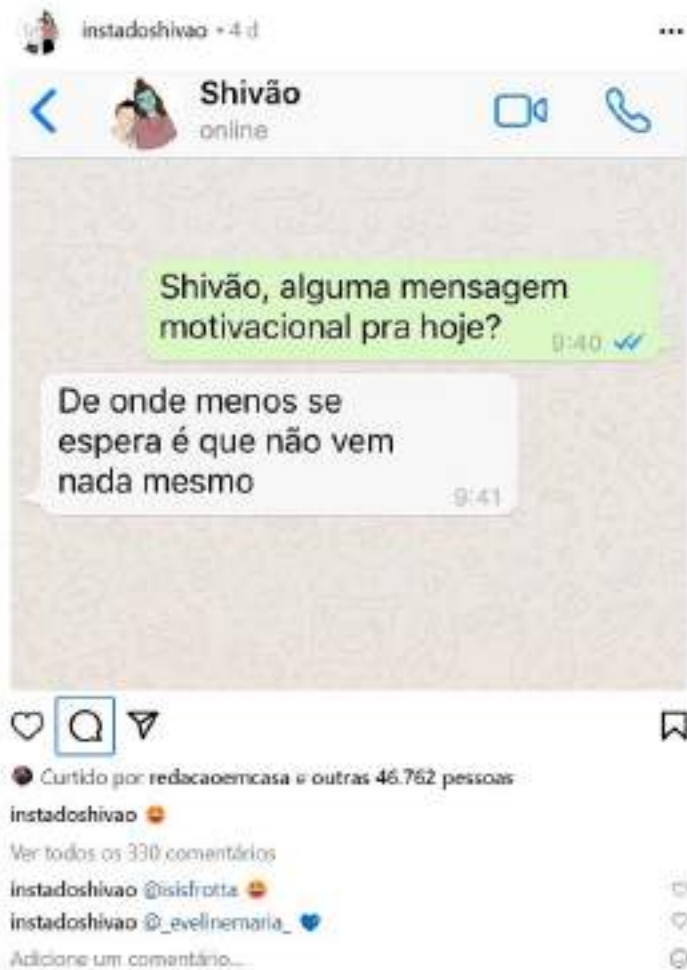 instadoshivao • 4 d
Shivão
online
Shivão, alguma mensagem
motivacional pra hoje?
9:40
De onde menos se
espera é que não vem
nada mesmo
9:41
Curtido por redacaoemcasa e outras 46.762 pessoas
instadoshivao
Ver todos os 330 comentários
instadoshivao @isisfrotta
instadoshivao @_evelinemaria_
Adicione um comentário...